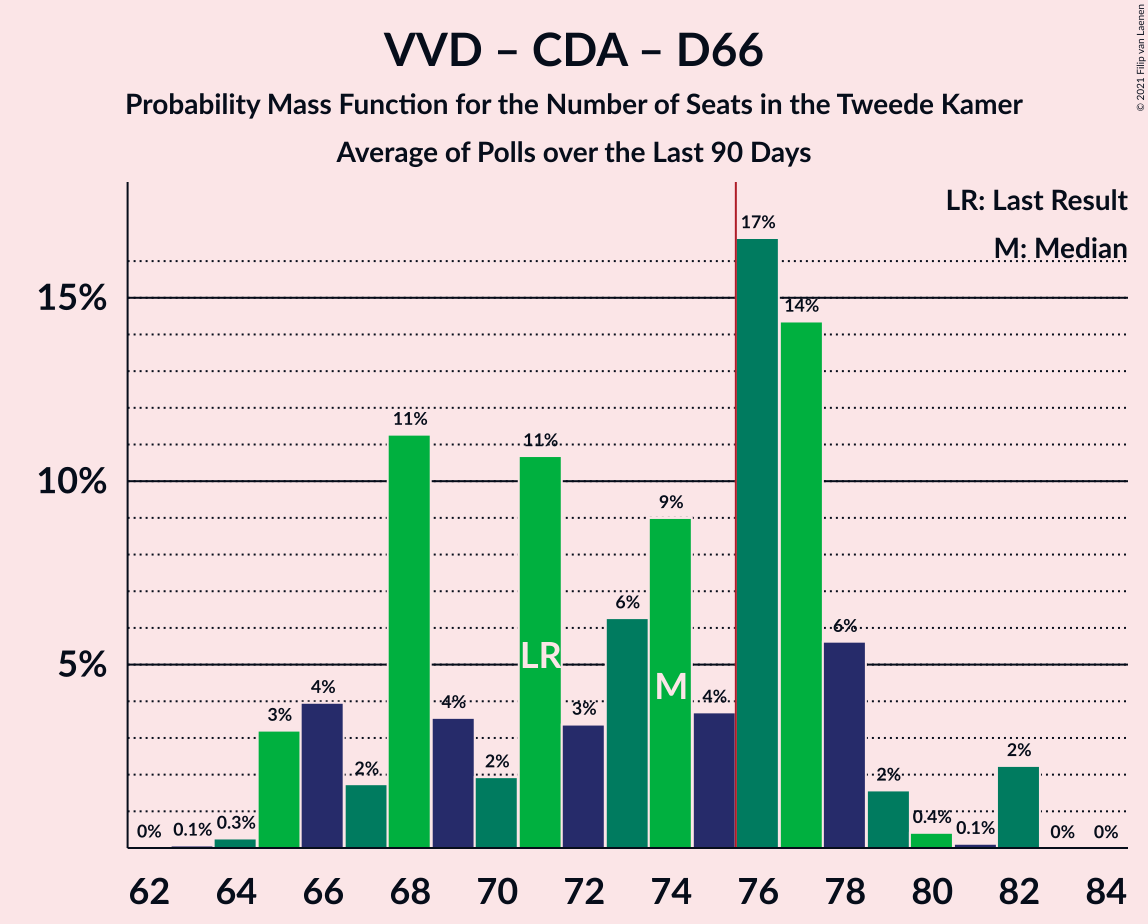 VVD – CDA – D66
Probability Mass Function for the Number of Seats in the Tweede Kamer
Average of Polls over the Last 90 Days
© 2021 Filip van Laenen
LR: Last Result
M: Median
15%
10%
5%
0%
0.1%
0.3%
3%
4%
2%
11%
4%
2%
11%
3%
6%
9%
4%
17%
14%
6%
2%
0.4%
0.1%
2%
0%
0%
LR
M
62 64 66 68 70 72 74 76 78 80 82 84